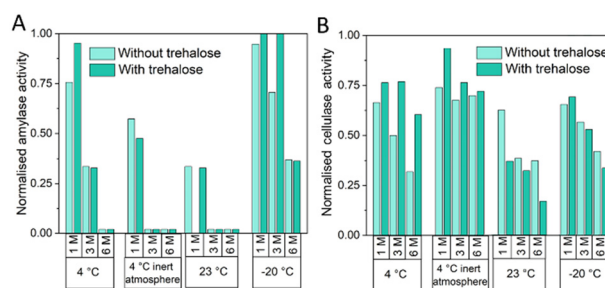 A
Normalised amylase activity
1.00
0.75
0.50
0.25
0.00
Without trehalose
With trehalose
1 M
3 M
6 M
1 M
3 M
6 M
1 M
3 M
6 M
1 M
3 M
6 M
4 °C
4 °C inert atmosphere
23 °C
-20 °C
B
Normalised cellulase activity
1.00
0.75
0.50
0.25
0.00
Without trehalose
With trehalose
1 M
3 M
6 M
1 M
3 M
6 M
1 M
3 M
6 M
1 M
3 M
6 M
4 °C
4 °C inert
atmosphere
23 °C
-20 °C